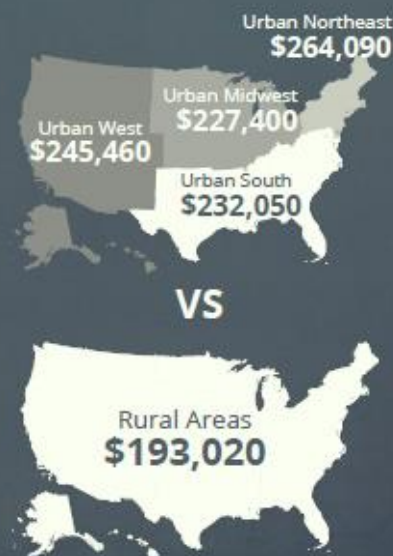 Urban Northeast
$264,090
Urban Midwest
$227,400
Urban West
$245,460
Urban South
$232,050
VS
Rural Areas
$193,020